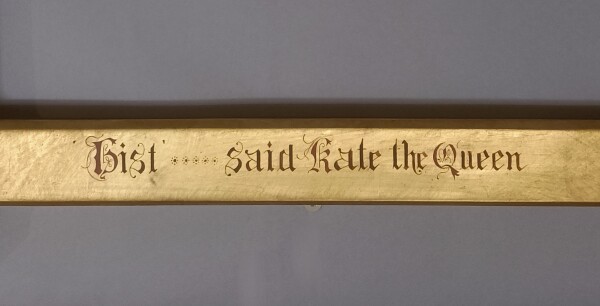 'Hist' ..... said Kate the Queen